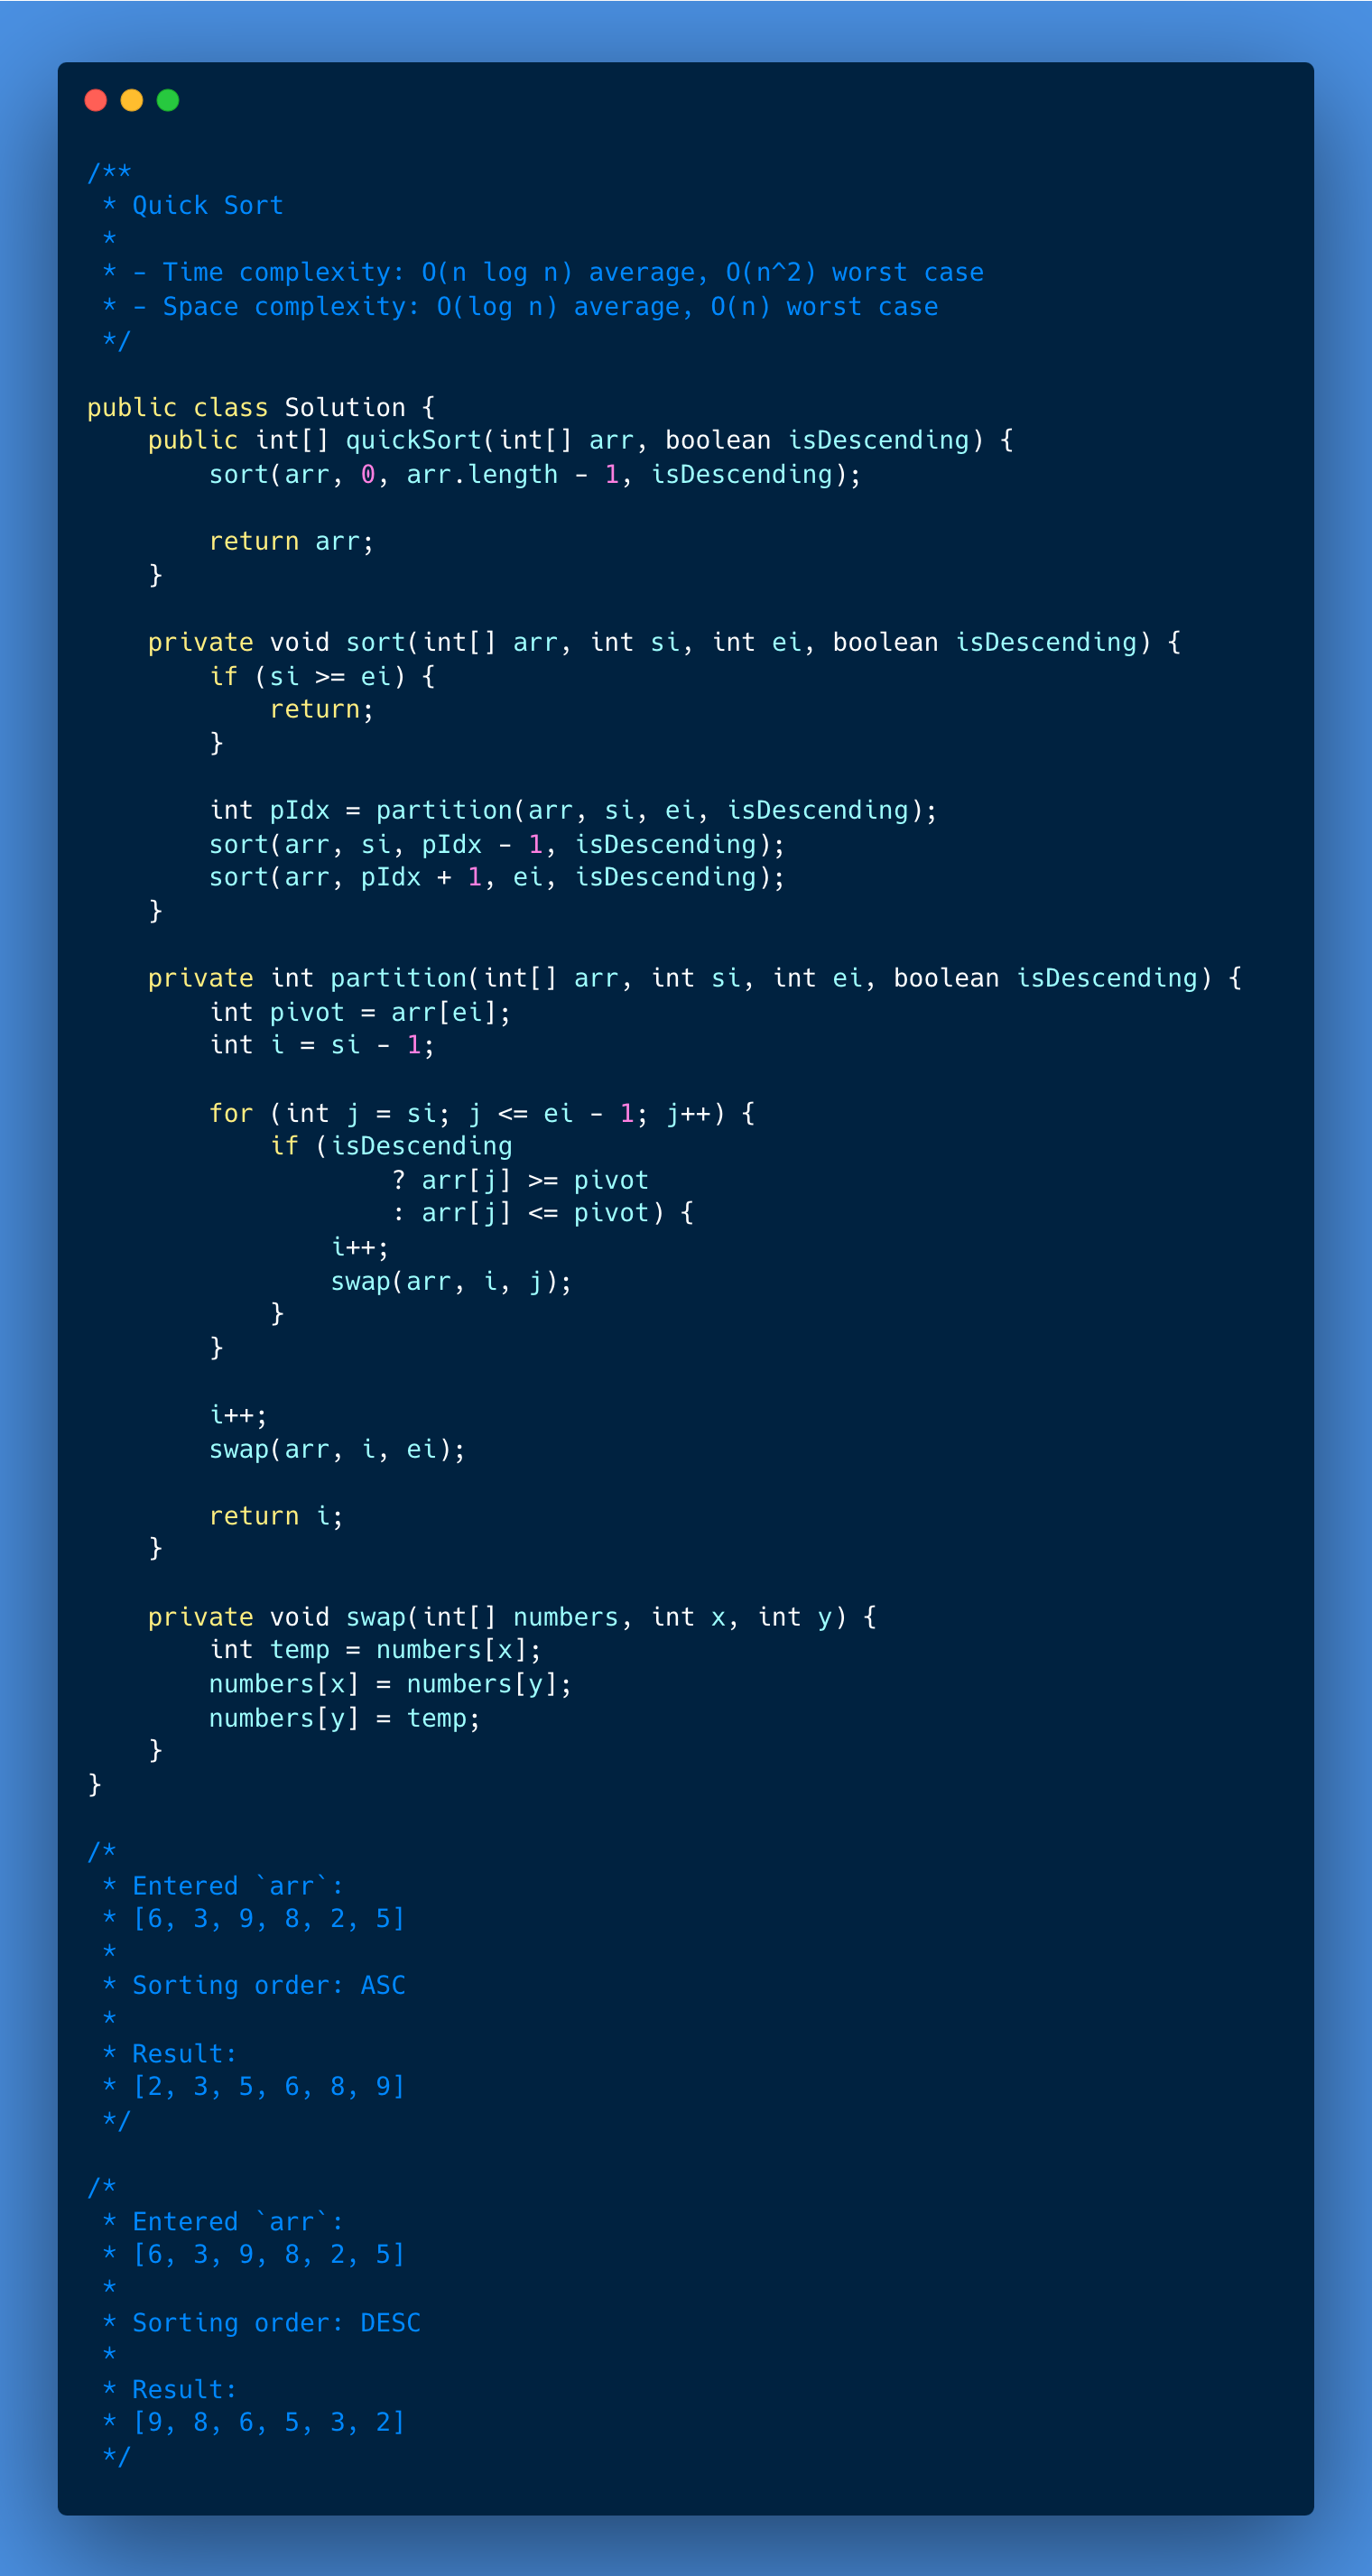 /**
 * Quick Sort
 *
 * - Time complexity: O(n log n) average, O(n^2) worst case
 * - Space complexity: O(log n) average, O(n) worst case
 */

public class Solution {
    public int[] quickSort(int[] arr, boolean isDescending) {
        sort(arr, 0, arr.length - 1, isDescending);

        return arr;
    }

    private void sort(int[] arr, int si, int ei, boolean isDescending) {
        if (si >= ei) {
            return;
        }

        int pIdx = partition(arr, si, ei, isDescending);
        sort(arr, si, pIdx - 1, isDescending);
        sort(arr, pIdx + 1, ei, isDescending);
    }

    private int partition(int[] arr, int si, int ei, boolean isDescending) {
        int pivot = arr[ei];
        int i = si - 1;

        for (int j = si; j <= ei - 1; j++) {
            if (isDescending
                    ? arr[j] >= pivot
                    : arr[j] <= pivot) {
                i++;
                swap(arr, i, j);
            }
        }

        i++;
        swap(arr, i, ei);

        return i;
    }

    private void swap(int[] numbers, int x, int y) {
        int temp = numbers[x];
        numbers[x] = numbers[y];
        numbers[y] = temp;
    }
}

/*
 * Entered `arr`:
 * [6, 3, 9, 8, 2, 5]
 *
 * Sorting order: ASC
 *
 * Result:
 * [2, 3, 5, 6, 8, 9]
 */

/*
 * Entered `arr`:
 * [6, 3, 9, 8, 2, 5]
 *
 * Sorting order: DESC
 *
 * Result:
 * [9, 8, 6, 5, 3, 2]
 */